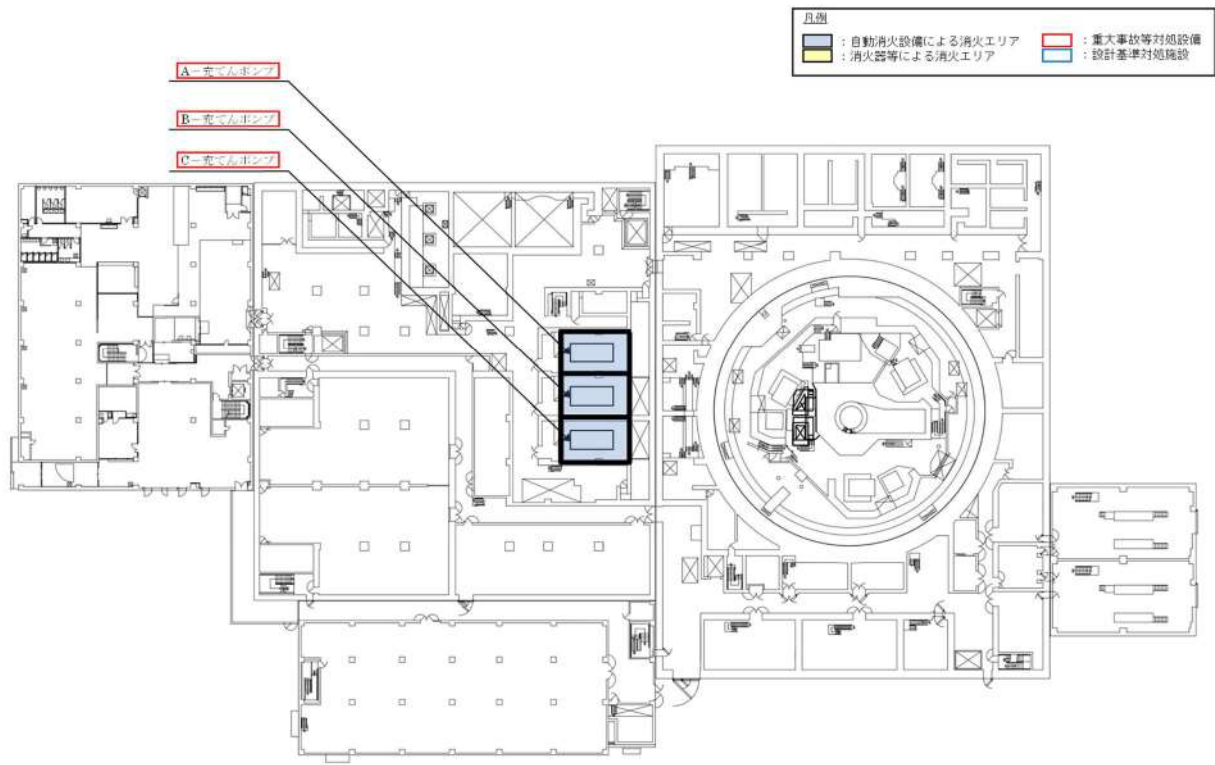 凡例
：自動消火設備による消火エリア
：重大事故等対処設備
：消火器等による消火エリア
：設計基準対処施設
A－充てんポンプ
B－充てんポンプ
C－充てんポンプ